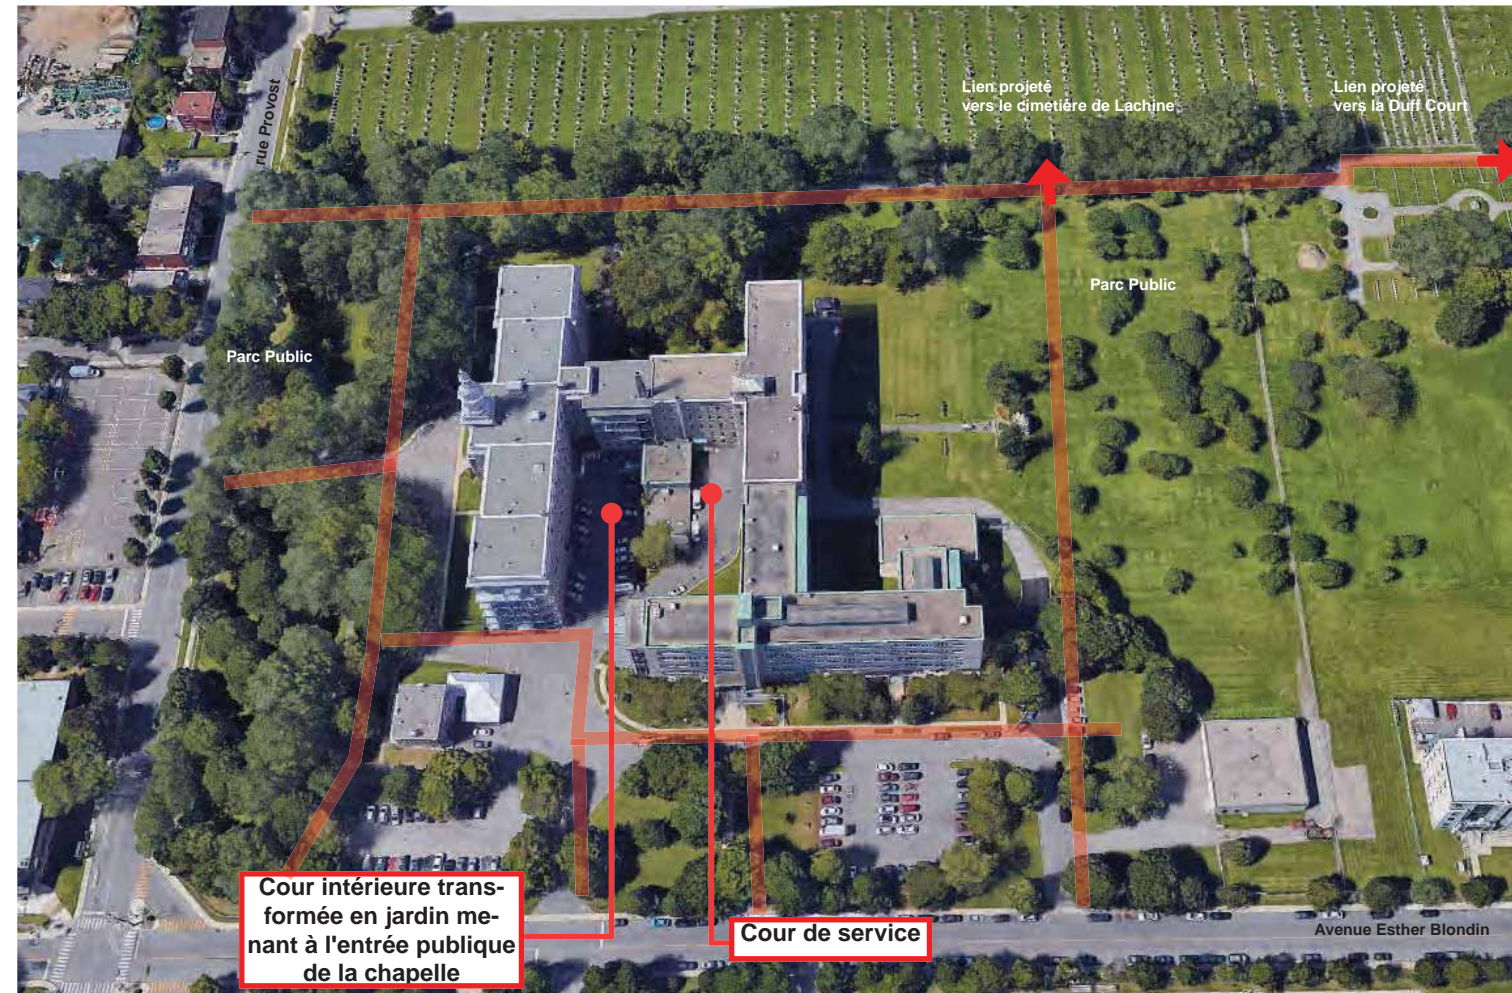 Lien projeté
vers le cimetière de Lachine
Lien projeté
vers la Duff Court
rue Provost
Parc Public
Parc Public
Cour intérieure trans-
formée en jardin me-
nant à l'entrée publique
de la chapelle
Cour de service
Avenue Esther Blondin